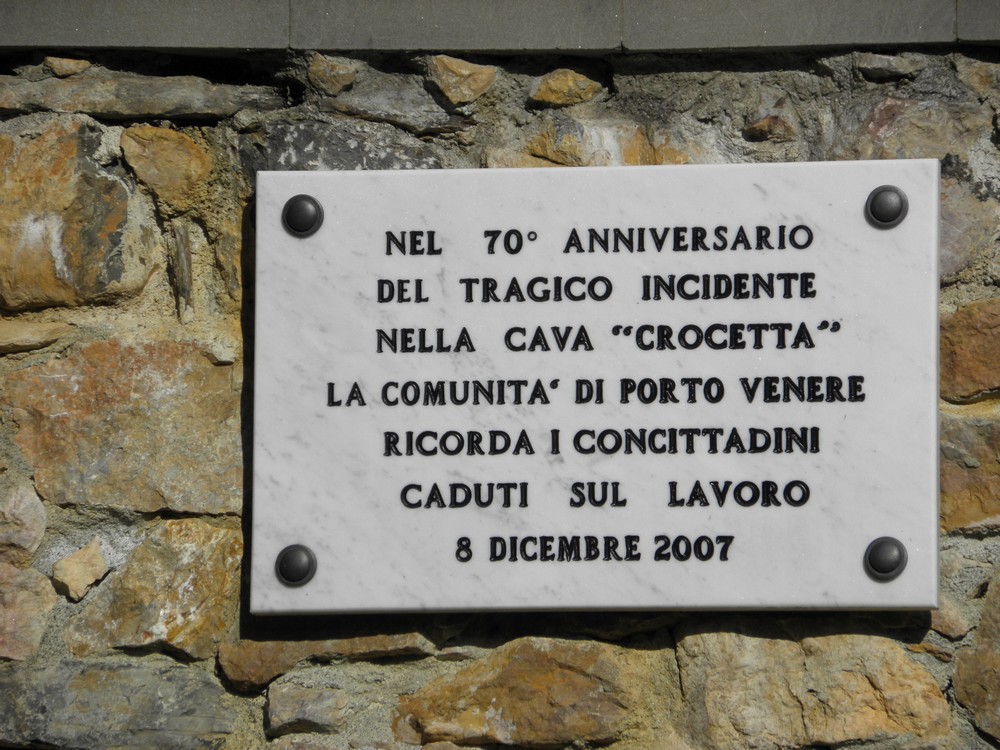 NEL 70° ANNIVERSARIO
DEL TRAGICO INCIDENTE
NELLA CAVA “CROCETTA”
LA COMUNITA‘ DI PORTO VENERE
RICORDA I CONCITTADINI
CADUTI SUL LAVORO
8 DICEMBRE 2007